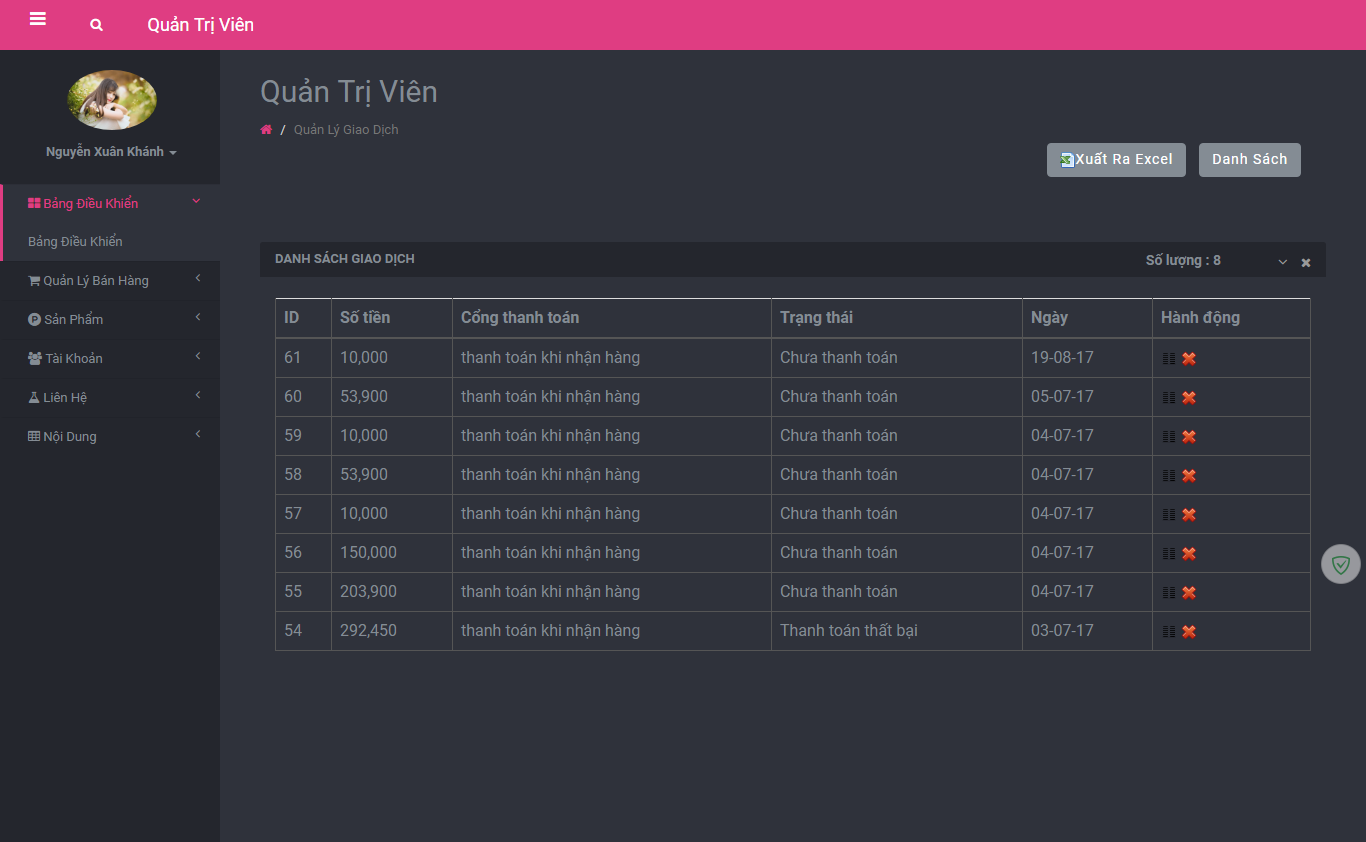 Quản Trị Viên
Nguyễn Xuân Khánh
Bảng Điều Khiển
Bảng Điều Khiển
Quản Lý Bán Hàng
Sản Phẩm
Tài Khoản
Liên Hệ
Nội Dung
Quản Trị Viên
/ Quản Lý Giao Dịch
Xuất Ra Excel Danh Sách
DANH SÁCH GIAO DỊCH Số lượng : 8
ID Số tiền Cổng thanh toán Trạng thái Ngày Hành động
61 10,000 thanh toán khi nhận hàng Chưa thanh toán 19-08-17
60 53,900 thanh toán khi nhận hàng Chưa thanh toán 05-07-17
59 10,000 thanh toán khi nhận hàng Chưa thanh toán 04-07-17
58 53,900 thanh toán khi nhận hàng Chưa thanh toán 04-07-17
57 10,000 thanh toán khi nhận hàng Chưa thanh toán 04-07-17
56 150,000 thanh toán khi nhận hàng Chưa thanh toán 04-07-17
55 203,900 thanh toán khi nhận hàng Chưa thanh toán 04-07-17
54 292,450 thanh toán khi nhận hàng Thanh toán thất bại 03-07-17